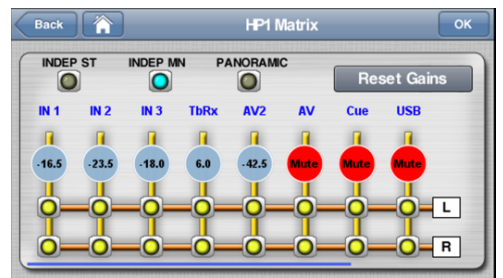 Back HP1 Matrix OK
INDEP ST INDEP MN PANORAMIC
Reset Gains
IN 1 IN 2 IN 3 TbRx AV2 AV Cue USB
-16.5 -23.5 -18.0 6.0 -42.5 Mute Mute Mute
L
R